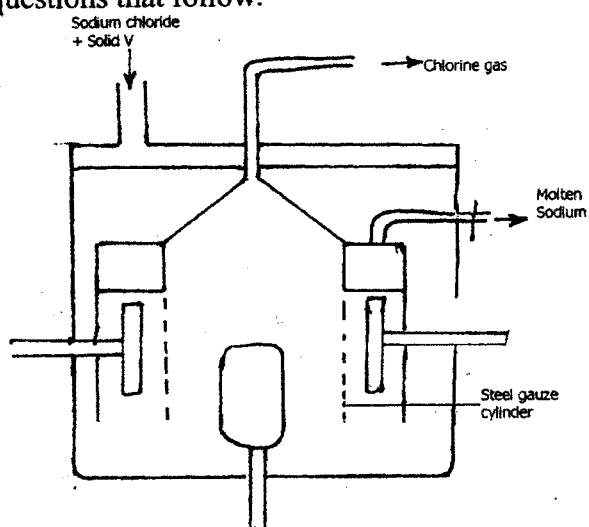 questions that follow.
Sodium chloride
+ Solid V
Chlorine gas
Molten
Sodium
Steel gauze
cylinder